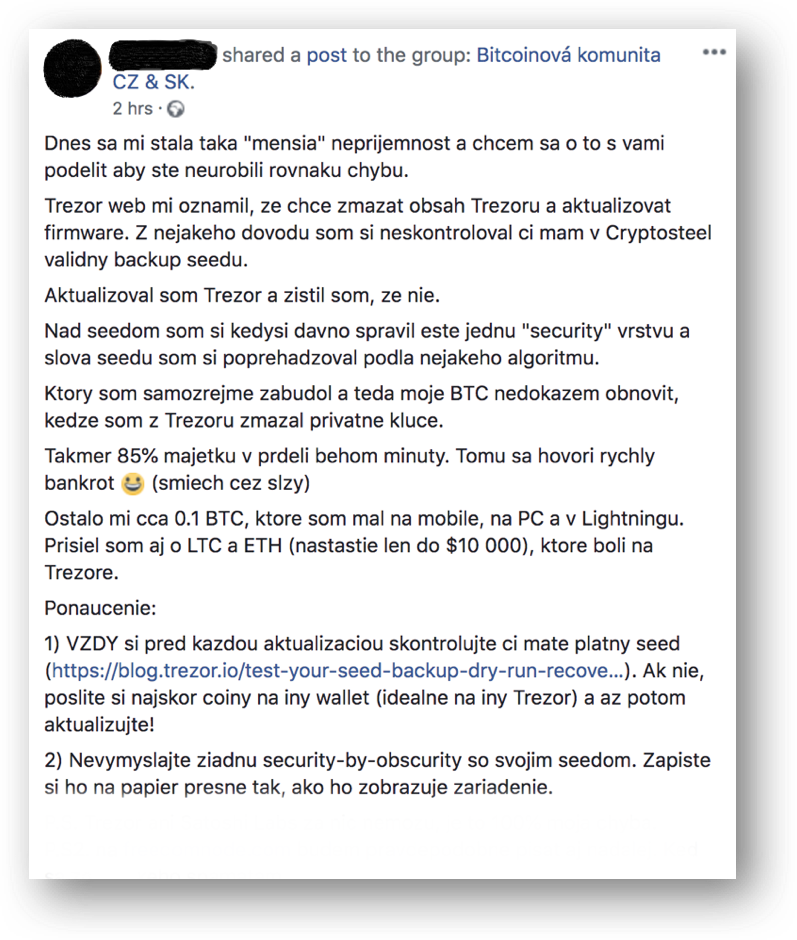 shared a post to the group: Bitcoinová komunita
CZ & SK.
2 hrs ·
Dnes sa mi stala taka "mensia" neprijemnost a chcem sa o to s vami
podelit aby ste neurobili rovnaku chybu.
Trezor web mi oznamil, ze chce zmazat obsah Trezoru a aktualizovat
firmware. Z nejakeho dovodu som si neskontroloval ci mam v Cryptosteel
validny backup seedu.
Aktualizoval som Trezor a zistil som, ze nie.
Nad seedom som si kedysi davno spravil este jednu "security" vrstvu a
slova seedu som si poprehadzoval podla nejakeho algoritmu.
Ktory som samozrejme zabudol a teda moje BTC nedokazem obnovit,
kedze som z Trezoru zmazal privatne kluce.
Takmer 85% majetku v prdeli behom minuty. Tomu sa hovori rychly
bankrot 😀 (smiech cez slzy)
Ostalo mi cca 0.1 BTC, ktore som mal na mobile, na PC a v Lightningu.
Prisiel som aj o LTC a ETH (nastastie len do $10 000), ktore boli na
Trezore.
Ponaucenie:
1) VZDY si pred kazdou aktualizaciou skontrolujte ci mate platny seed
(https://blog.trezor.io/test-your-seed-backup-dry-run-recove...). Ak nie,
poslite si najskor coiny na iny wallet (idealne na iny Trezor) a az potom
aktualizujte!
2) Nevymyslajte ziadnu security-by-obscurity so svojim seedom. Zapiste
si ho na papier presne tak, ako ho zobrazuje zariadenie.